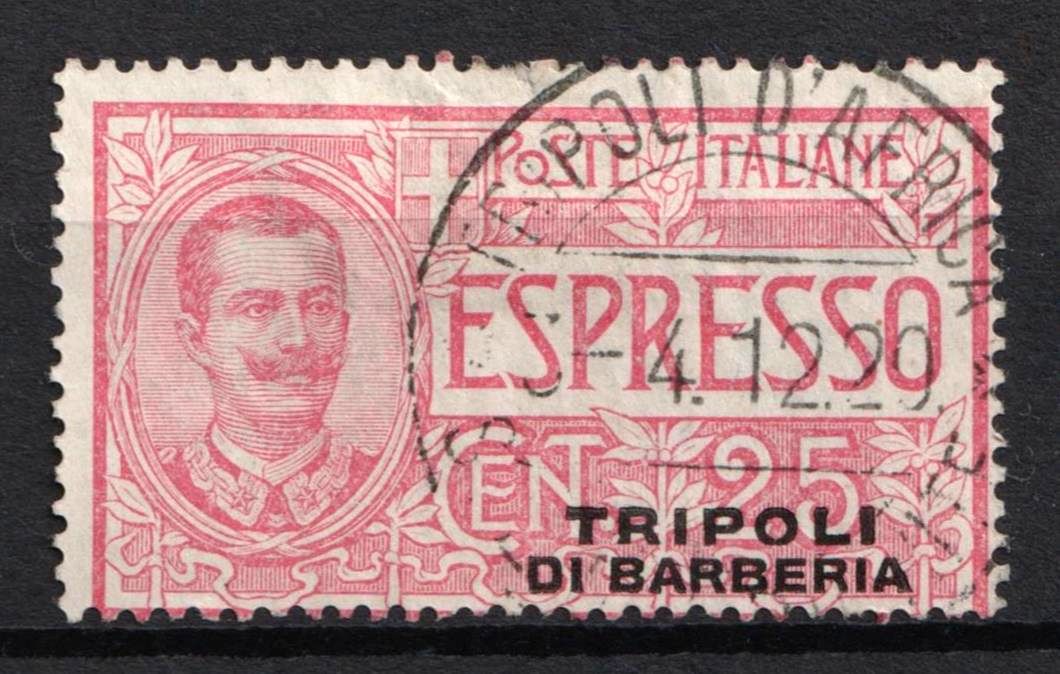 POSTE ITALIANE
ESPRESSO
CENT. 25
TRIPOLI
DI BARBERIA
TRIPOLI D'AFRICA
-4.12.20.